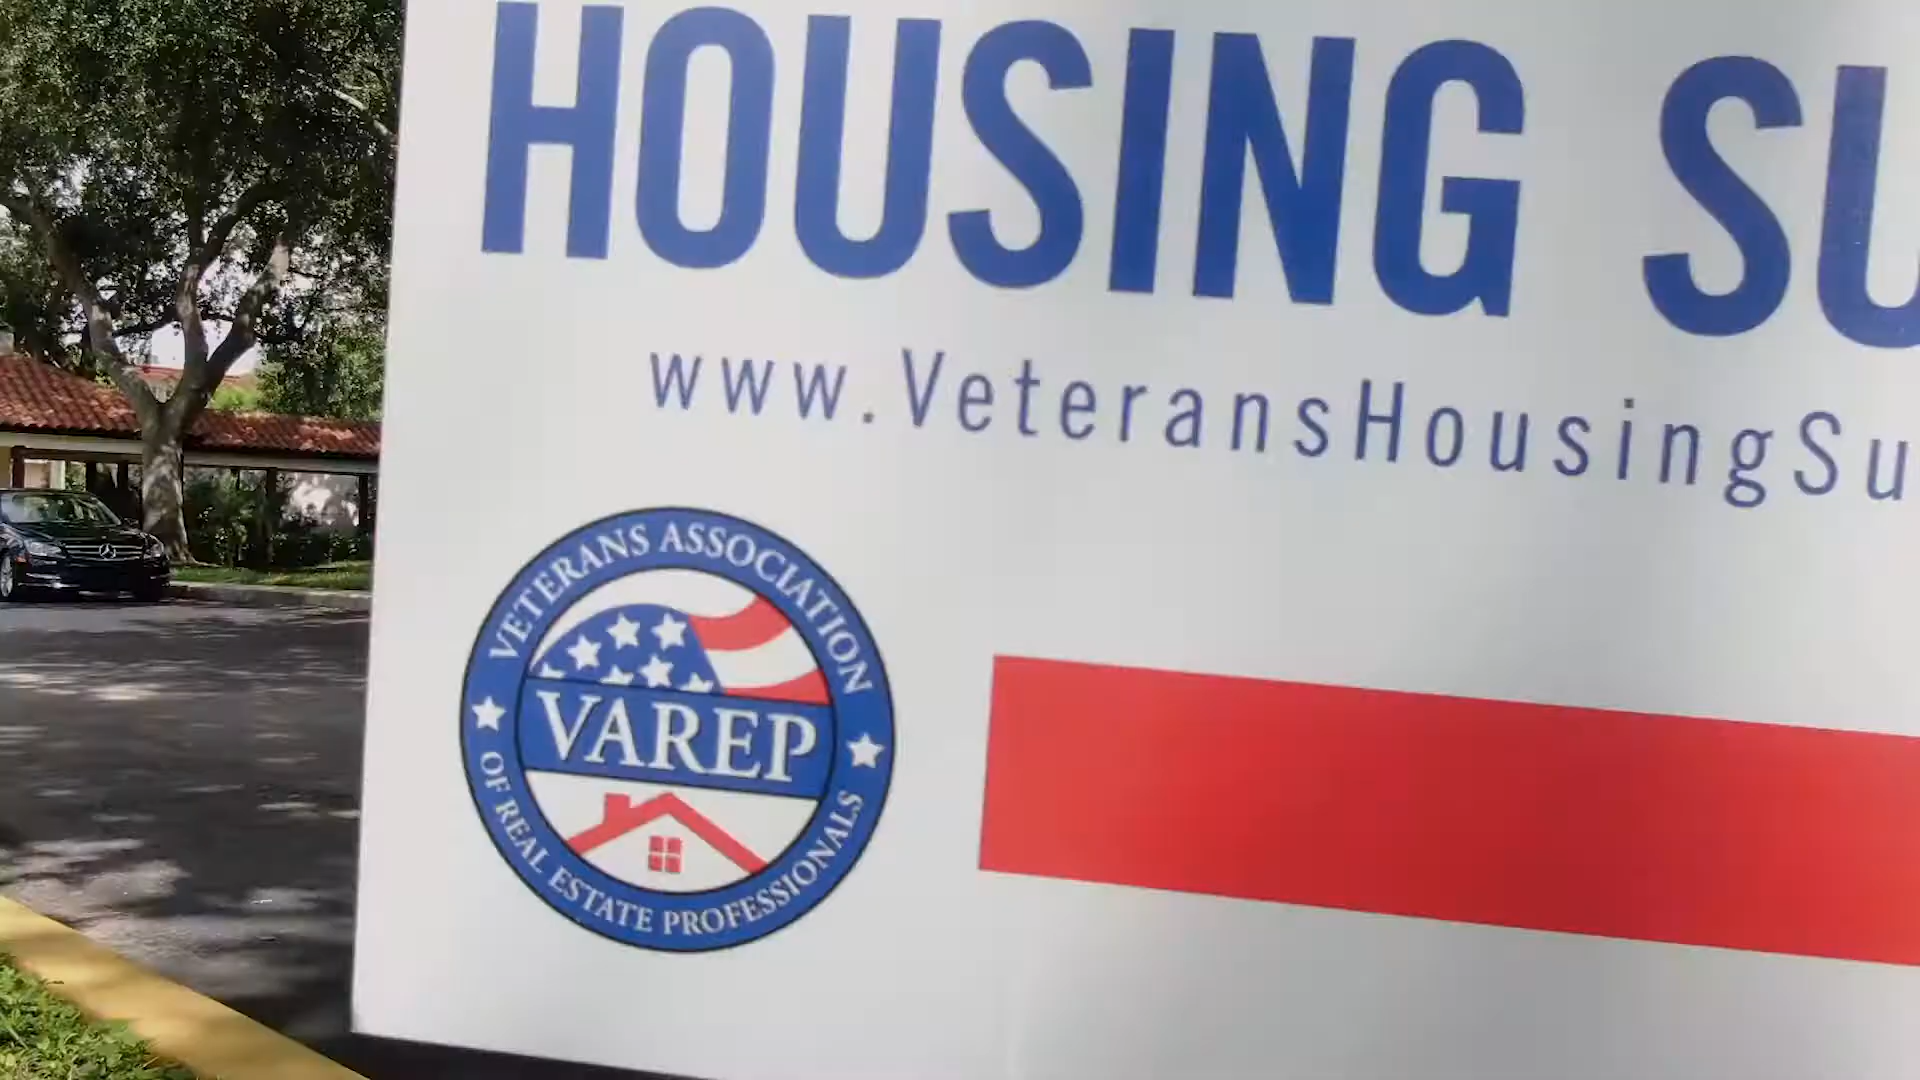 HOUSING SU
www.VeteransHousingSu
VETERANS ASSOCIATION
VAREP
OF REAL ESTATE PROFESSIONALS